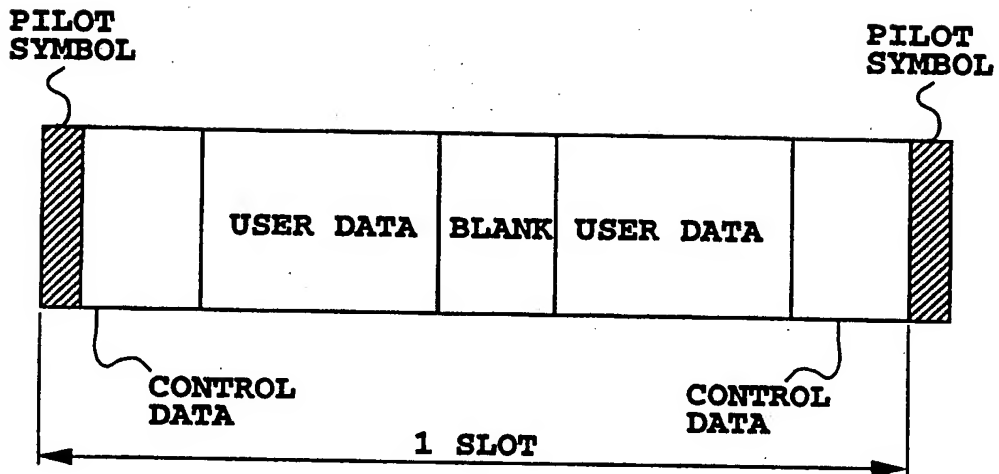 PILOT
SYMBOL
PILOT
SYMBOL
USER DATA
BLANK
USER DATA
CONTROL
DATA
CONTROL
DATA
1 SLOT